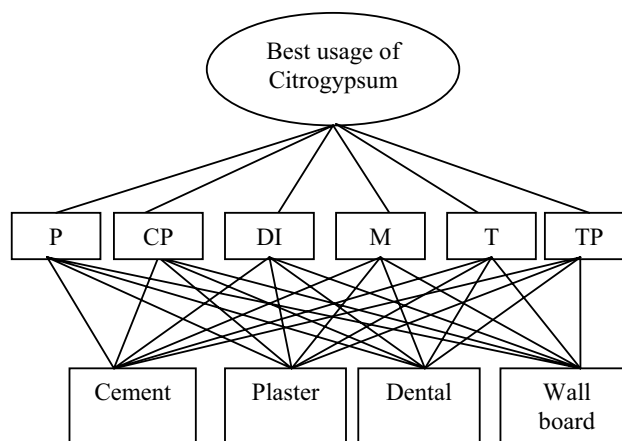 Best usage of
Citrogypsum
P CP DI M T TP
Cement Plaster Dental Wall
board